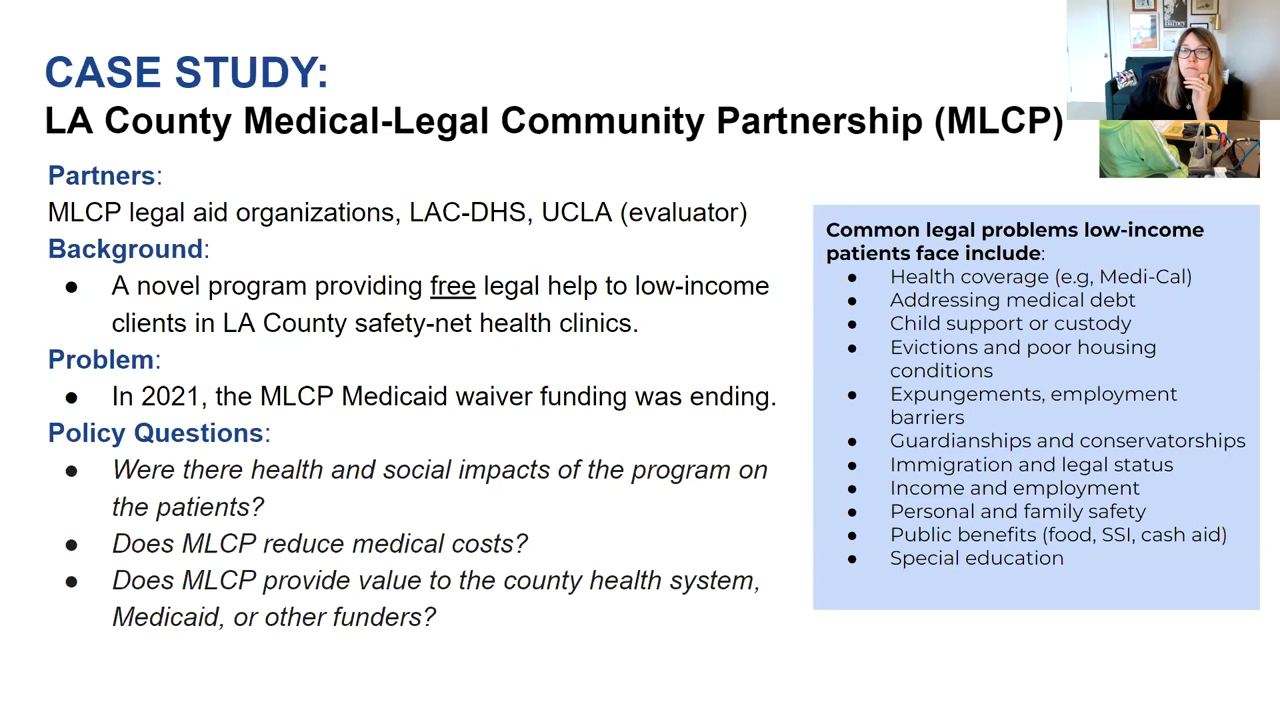 CASE STUDY:
LA County Medical-Legal Community Partnership (MLCP)
Partners:
MLCP legal aid organizations, LAC-DHS, UCLA (evaluator)
Background:
● A novel program providing free legal help to low-income
clients in LA County safety-net health clinics.
Problem:
● In 2021, the MLCP Medicaid waiver funding was ending.
Policy Questions:
● Were there health and social impacts of the program on
the patients?
● Does MLCP reduce medical costs?
● Does MLCP provide value to the county health system,
Medicaid, or other funders?
Common legal problems low-income
patients face include:
● Health coverage (e.g, Medi-Cal)
● Addressing medical debt
● Child support or custody
● Evictions and poor housing
conditions
● Expungements, employment
barriers
● Guardianships and conservatorships
● Immigration and legal status
● Income and employment
● Personal and family safety
● Public benefits (food, SSI, cash aid)
● Special education